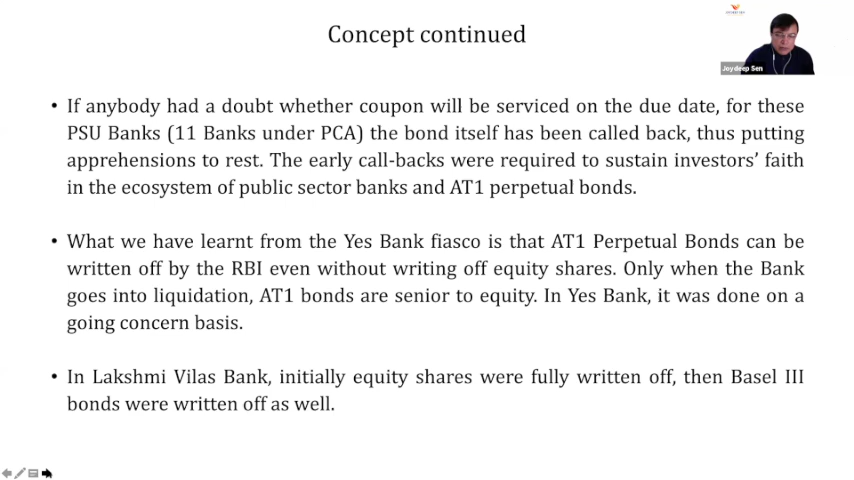 Concept continued
Joydeep Sen
• If anybody had a doubt whether coupon will be serviced on the due date, for these
PSU Banks (11 Banks under PCA) the bond itself has been called back, thus putting
apprehensions to rest. The early call-backs were required to sustain investors’ faith
in the ecosystem of public sector banks and AT1 perpetual bonds.
• What we have learnt from the Yes Bank fiasco is that AT1 Perpetual Bonds can be
written off by the RBI even without writing off equity shares. Only when the Bank
goes into liquidation, AT1 bonds are senior to equity. In Yes Bank, it was done on a
going concern basis.
• In Lakshmi Vilas Bank, initially equity shares were fully written off, then Basel III
bonds were written off as well.